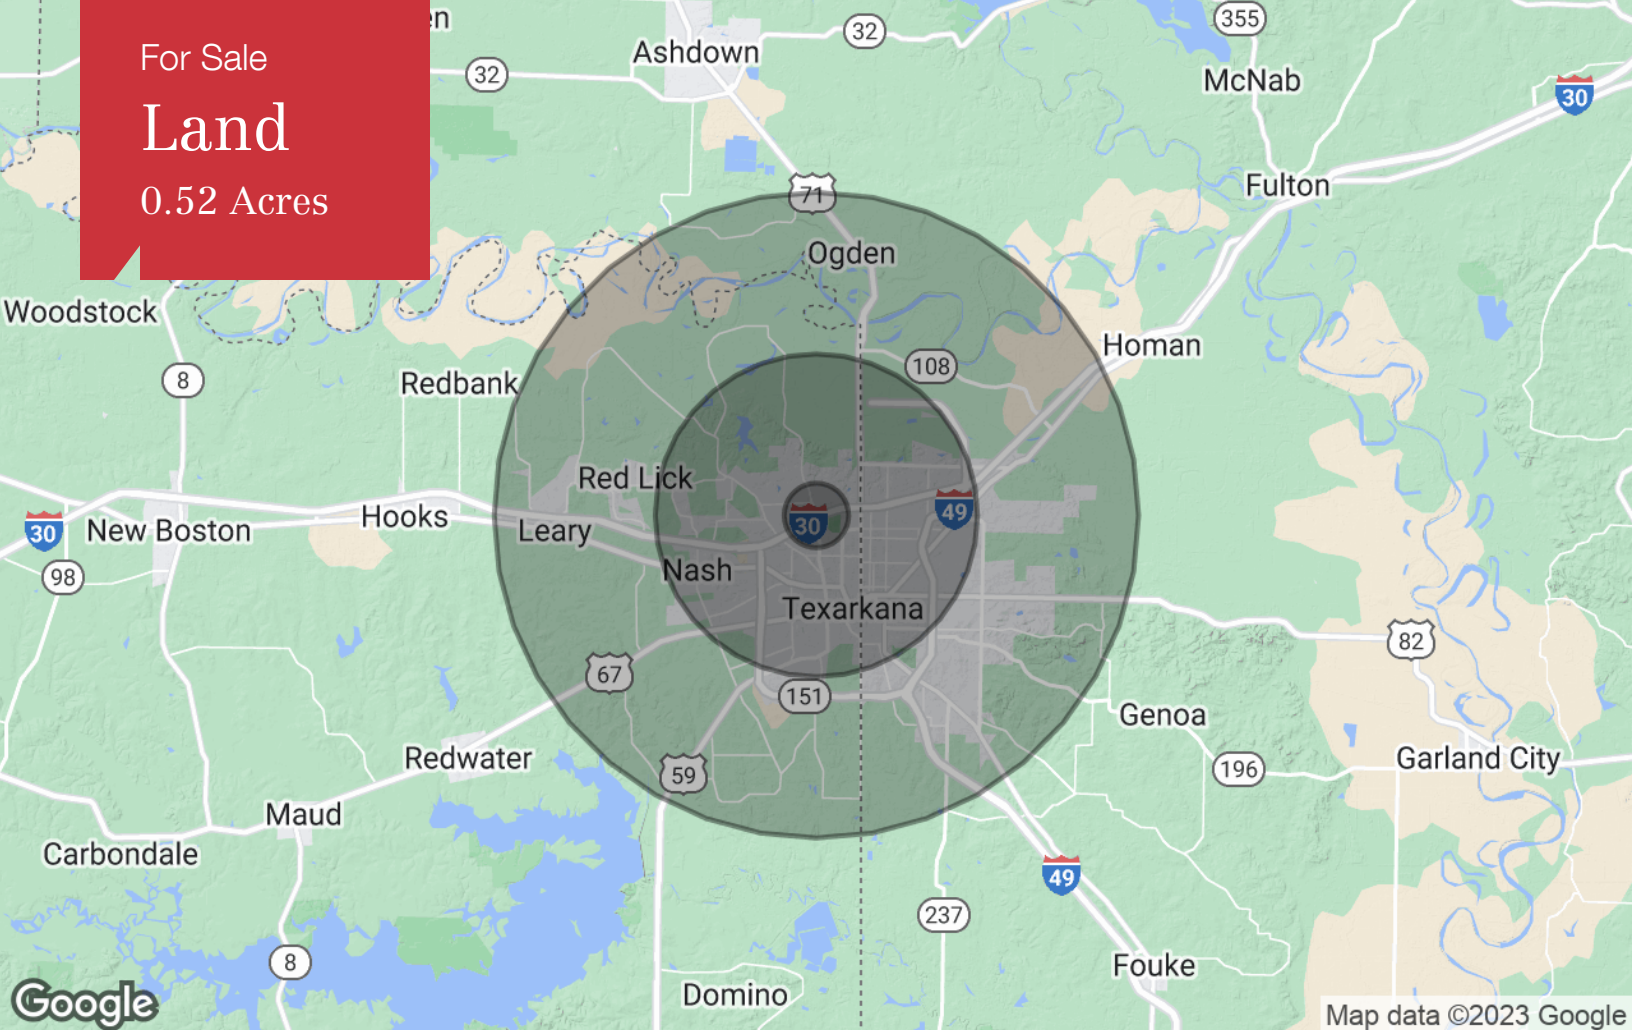 For Sale
Land
0.52 Acres
en
32
Ashdown
32
355
McNab
30
Fulton
71
Ogden
Woodstock
8
Redbank
108
Homan
Red Lick
30
New Boston
Hooks
Leary
30
49
98
Nash
Texarkana
82
67
151
Genoa
Redwater
59
196
Garland City
Maud
Carbondale
49
237
8
Fouke
Domino
Google
Map data ©2023 Google